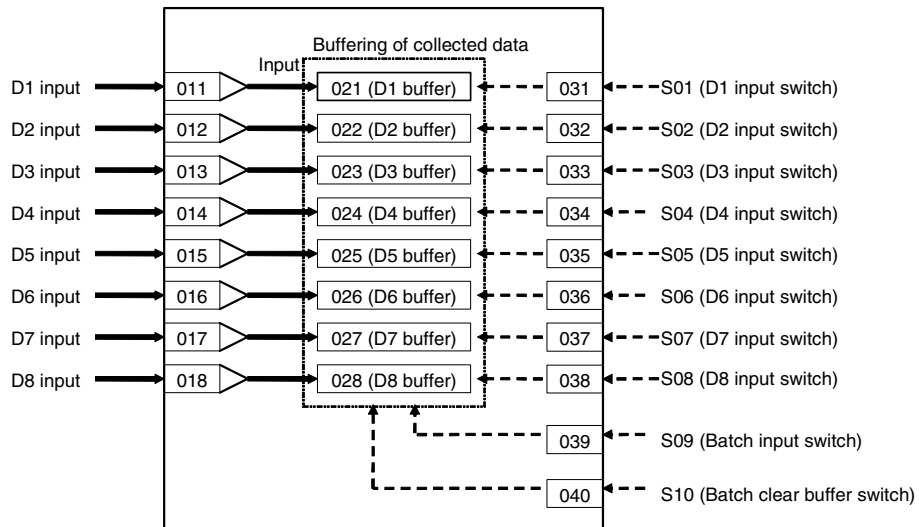 Buffering of collected data
Input
D1 input 011 021 (D1 buffer) 031 S01 (D1 input switch)
D2 input 012 022 (D2 buffer) 032 S02 (D2 input switch)
D3 input 013 023 (D3 buffer) 033 S03 (D3 input switch)
D4 input 014 024 (D4 buffer) 034 S04 (D4 input switch)
D5 input 015 025 (D5 buffer) 035 S05 (D5 input switch)
D6 input 016 026 (D6 buffer) 036 S06 (D6 input switch)
D7 input 017 027 (D7 buffer) 037 S07 (D7 input switch)
D8 input 018 028 (D8 buffer) 038 S08 (D8 input switch)
039 S09 (Batch input switch)
040 S10 (Batch clear buffer switch)